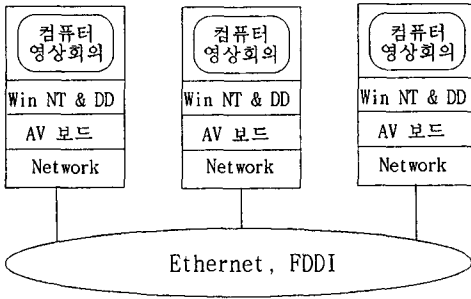 컴퓨터
영상회의
Win NT & DD
AV 보드
Network
컴퓨터
영상회의
Win NT & DD
AV 보드
Network
컴퓨터
영상회의
Win NT & DD
AV 보드
Network
Ethernet, FDDI